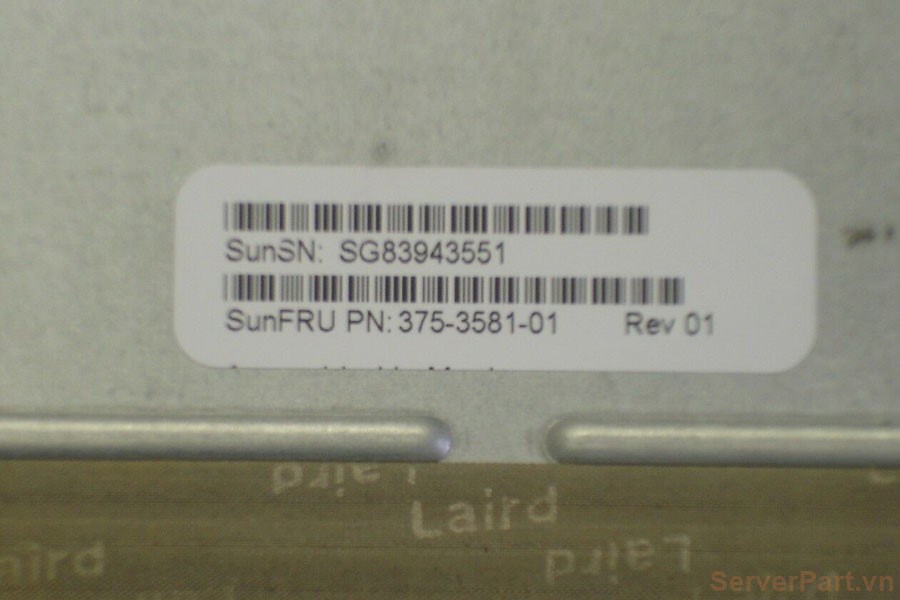 SunSN: SG83943551
SunFRU PN: 375-3581-01 Rev 01
Laird
Laird
Laird
Laird
ServerPart.vn